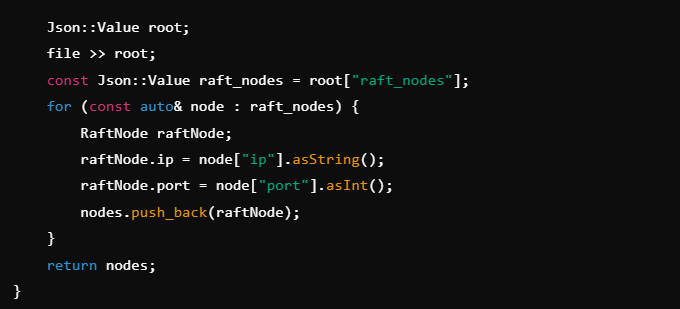 Json::Value root;
file >> root;
const Json::Value raft_nodes = root["raft_nodes"];
for (const auto& node : raft_nodes) {
RaftNode raftNode;
raftNode.ip = node["ip"].asString();
raftNode.port = node["port"].asInt();
nodes.push_back(raftNode);
}
return nodes;
}